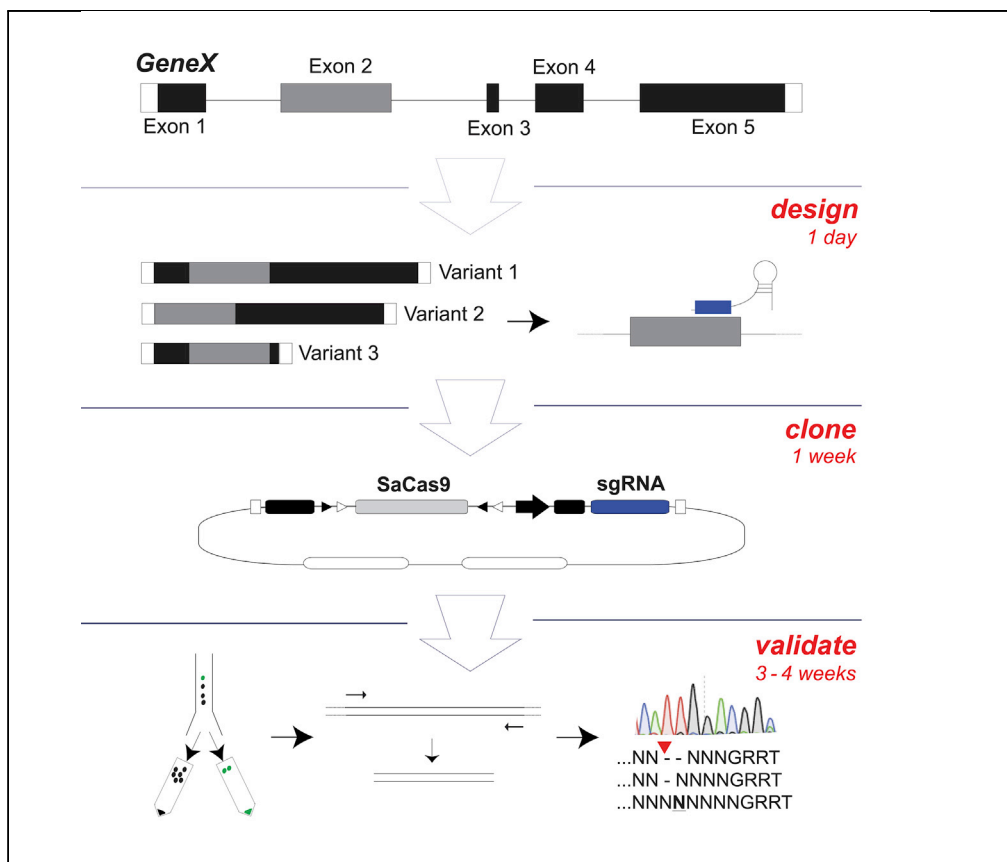 GeneX
Exon 2
Exon 4
Exon 1
Exon 3
Exon 5
design
1 day
Variant 1
Variant 2
Variant 3
clone
1 week
SaCas9
sgRNA
validate
3 - 4 weeks
...NN - - NNNGRRT
...NN - NNNNGRRT
...NNNNNNNNGRRT